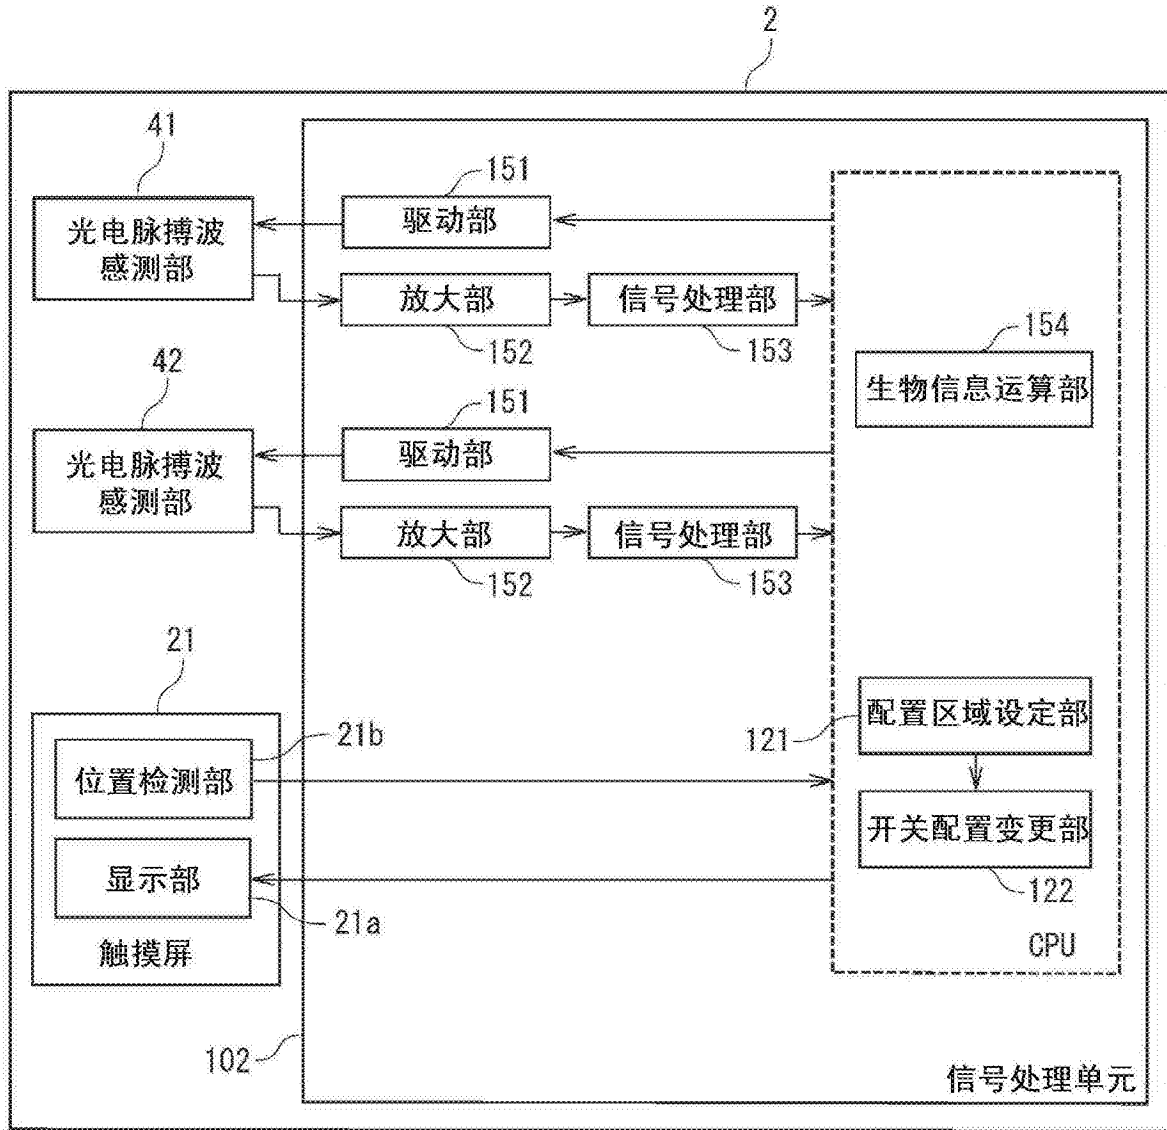 2
41
151
光电脉搏波
感测部
驱动部
放大部
信号处理部
152
153
154
生物信息运算部
42
151
光电脉搏波
感测部
驱动部
放大部
信号处理部
152
153
21
21b
位置检测部
显示部
21a
触摸屏
121
配置区域设定部
开关配置变更部
122
CPU
102
信号处理单元